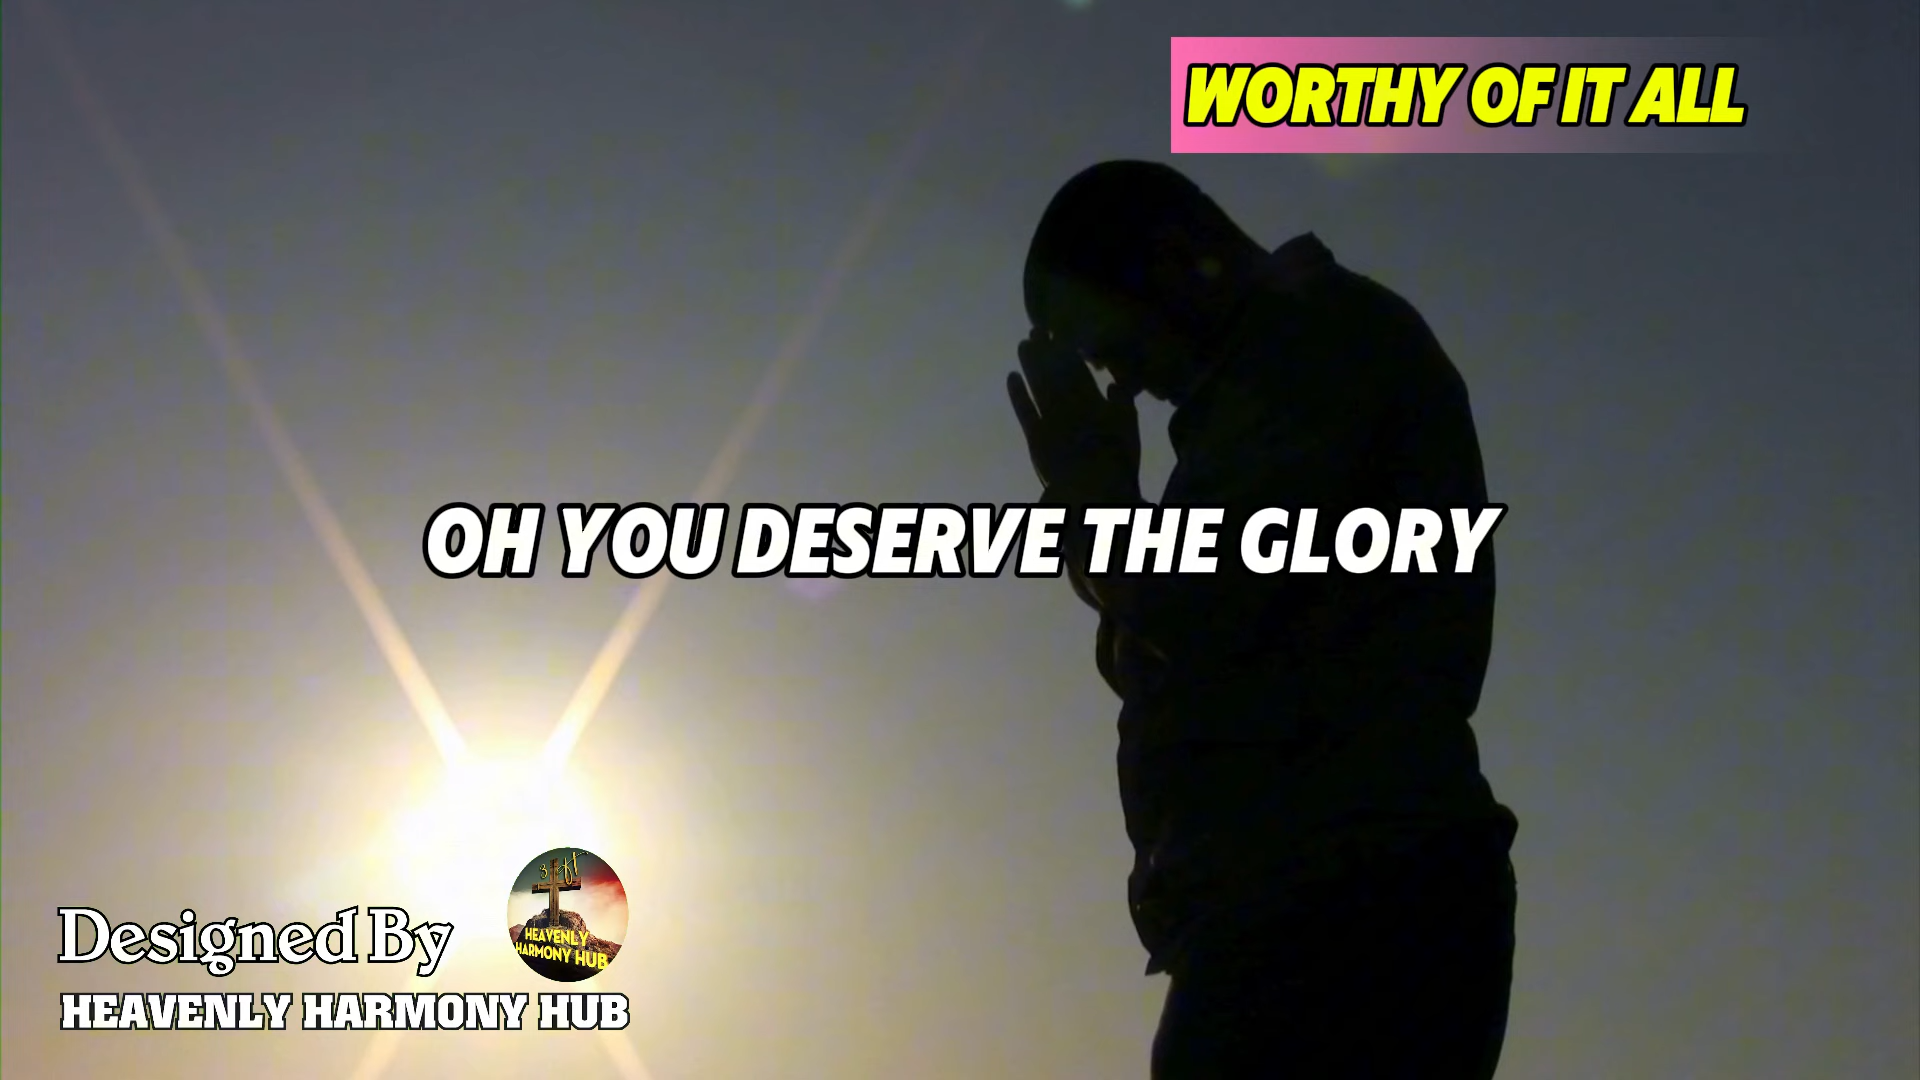 WORTHY OF IT ALL
OH YOU DESERVE THE GLORY
Designed By
HEAVENLY
HARMONY HUB
HEAVENLY HARMONY HUB